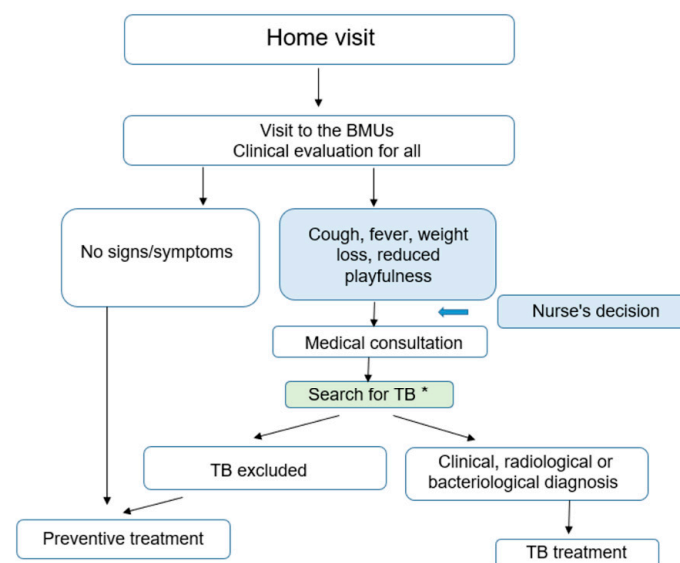 Home visit
Visit to the BMUs
Clinical evaluation for all
No signs/symptoms
Cough, fever, weight
loss, reduced
playfulness
Nurse's decision
Medical consultation
Search for TB *
TB excluded
Clinical, radiological or
bacteriological diagnosis
Preventive treatment
TB treatment